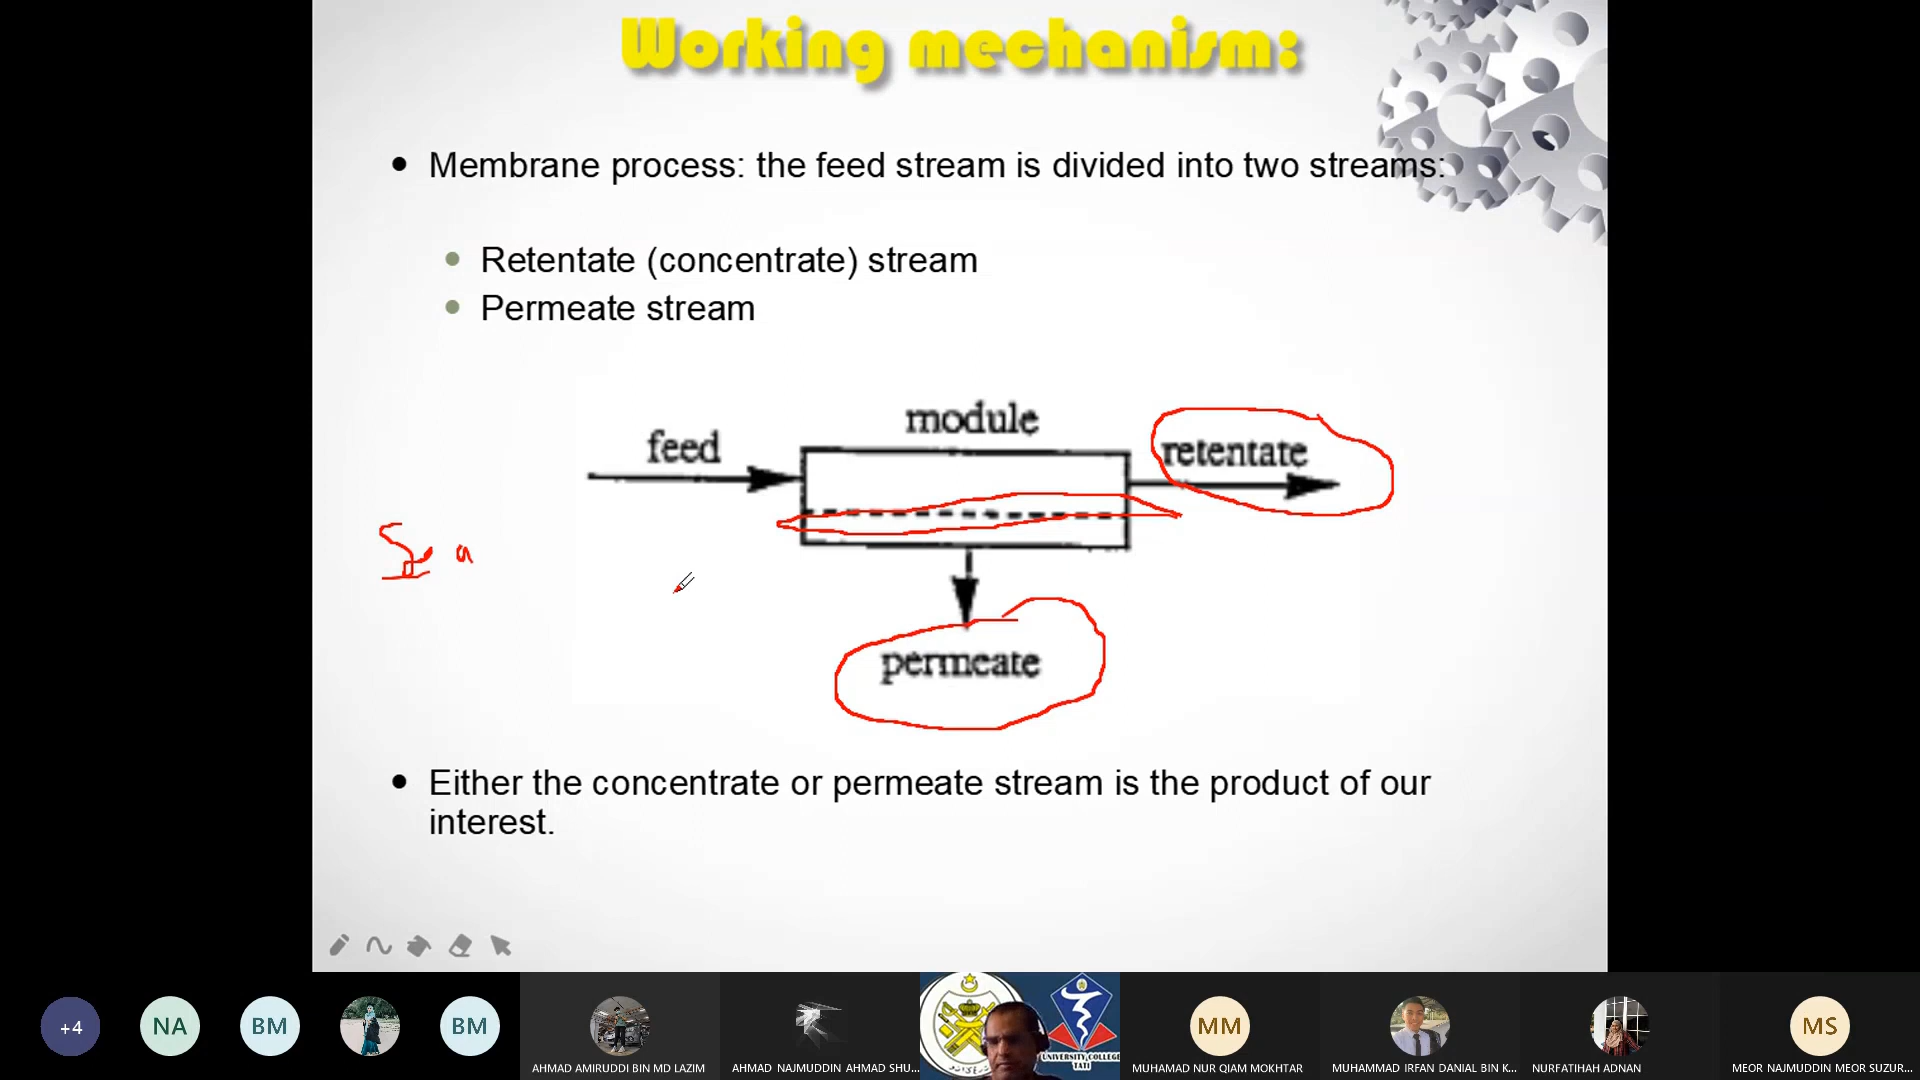 Working mechanism:
Membrane process: the feed stream is divided into two streams:
Retentate (concentrate) stream
Permeate stream
module
feed
retentate
permeate
Either the concentrate or permeate stream is the product of our
interest.
+4
NA
BM
BM
AHMAD AMIRUDDI BIN MD LAZIM
AHMAD NAJMUDDIN AHMAD SHU...
UNIVERSITY COLLEGE
TATI
MM
MUHAMAD NUR QIAM MOKHTAR
MUHAMMAD IRFAN DANIAL BIN K...
NURFATIHAH ADNAN
MS
MEOR NAJMUDDIN MEOR SUZUR...